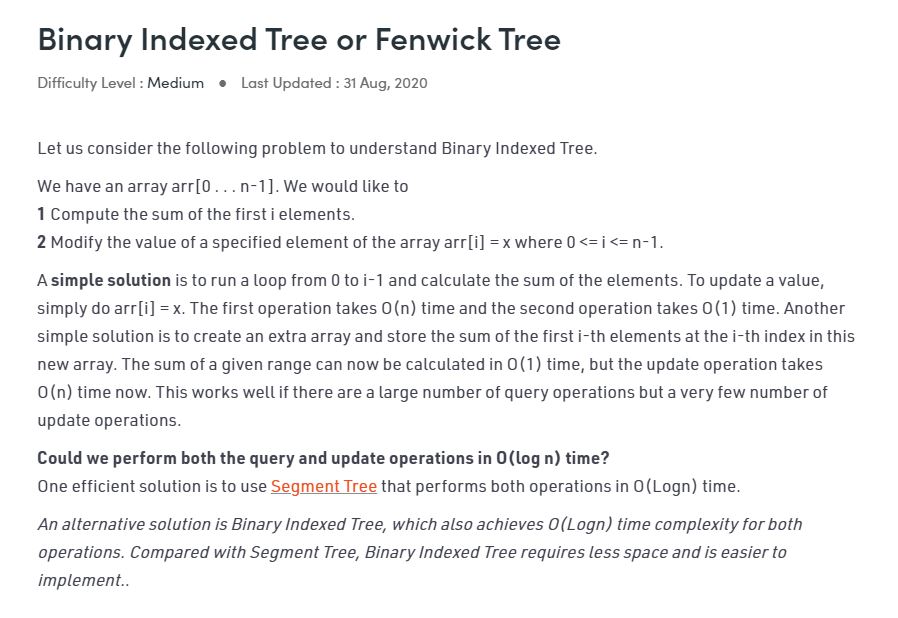 Binary Indexed Tree or Fenwick Tree
Difficulty Level : Medium ● Last Updated : 31 Aug, 2020
Let us consider the following problem to understand Binary Indexed Tree.
We have an array arr[0 . . . n-1]. We would like to
1 Compute the sum of the first i elements.
2 Modify the value of a specified element of the array arr[i] = x where 0 <= i <= n-1.
A simple solution is to run a loop from 0 to i-1 and calculate the sum of the elements. To update a value,
simply do arr[i] = x. The first operation takes O(n) time and the second operation takes O(1) time. Another
simple solution is to create an extra array and store the sum of the first i-th elements at the i-th index in this
new array. The sum of a given range can now be calculated in O(1) time, but the update operation takes
O(n) time now. This works well if there are a large number of query operations but a very few number of
update operations.
Could we perform both the query and update operations in O(log n) time?
One efficient solution is to use Segment Tree that performs both operations in O(Logn) time.
An alternative solution is Binary Indexed Tree, which also achieves O(Logn) time complexity for both
operations. Compared with Segment Tree, Binary Indexed Tree requires less space and is easier to
implement..